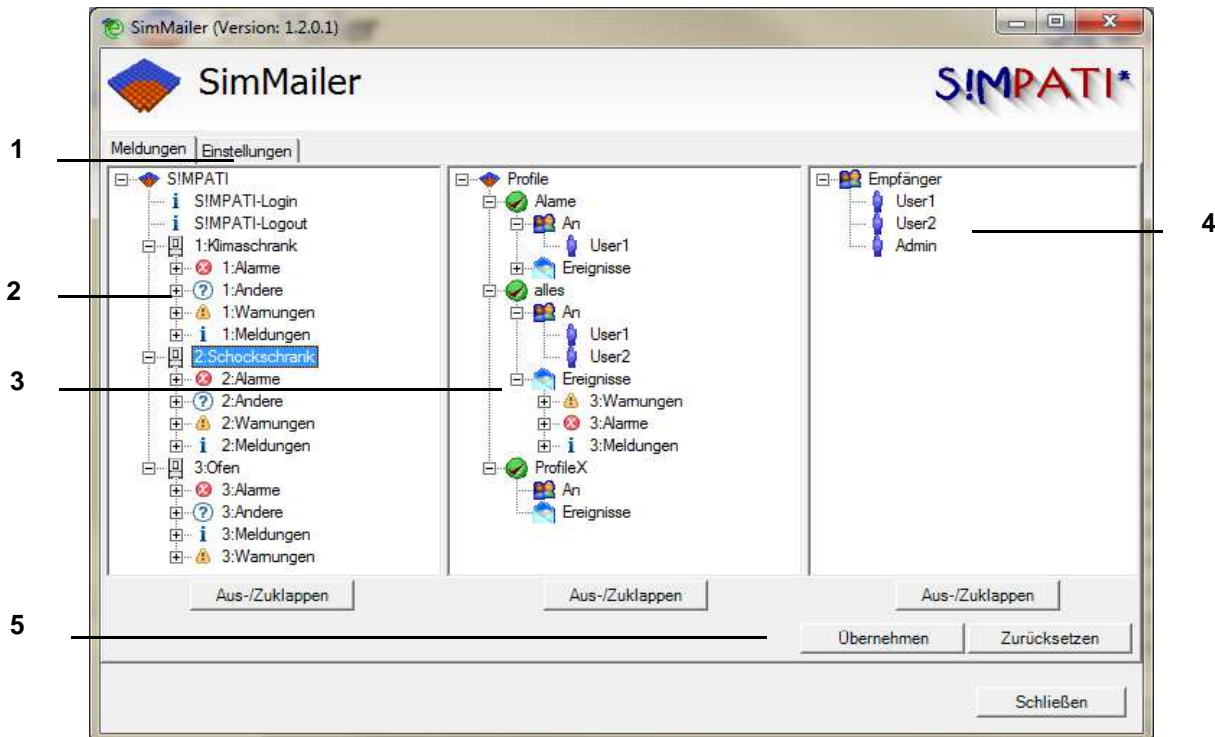 SimMailer (Version: 1.2.0.1)
SimMailer
S!MPATI*
Meldungen
Einstellungen
S!MPATI
S!MPATI-Login
S!MPATI-Logout
1:Klimaschrank
1:Alarme
1:Andere
1:Warnungen
1:Meldungen
2:Schockschrank
2:Alarme
2:Andere
2:Warnungen
2:Meldungen
3:Ofen
3:Alarme
3:Andere
3:Meldungen
3:Warnungen
Aus-/Zuklappen
Profile
Alame
An
User1
Ereignisse
alles
An
User1
User2
Ereignisse
3:Warnungen
3:Alarme
3:Meldungen
ProfileX
An
Ereignisse
Aus-/Zuklappen
Empfänger
User1
User2
Admin
Aus-/Zuklappen
Übernehmen
Zurücksetzen
Schließen
1
2
3
4
5